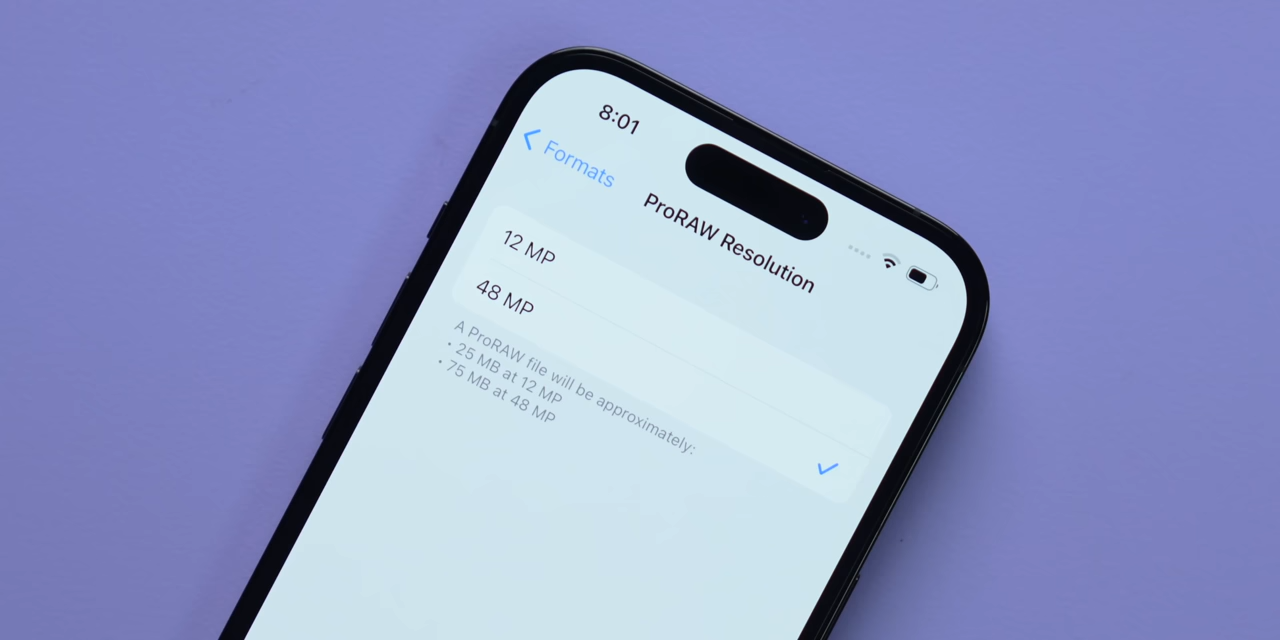 8:01
Formats
ProRAW Resolution
12 MP
48 MP
A ProRAW file will be approximately:
• 25 MB at 12 MP
• 75 MB at 48 MP